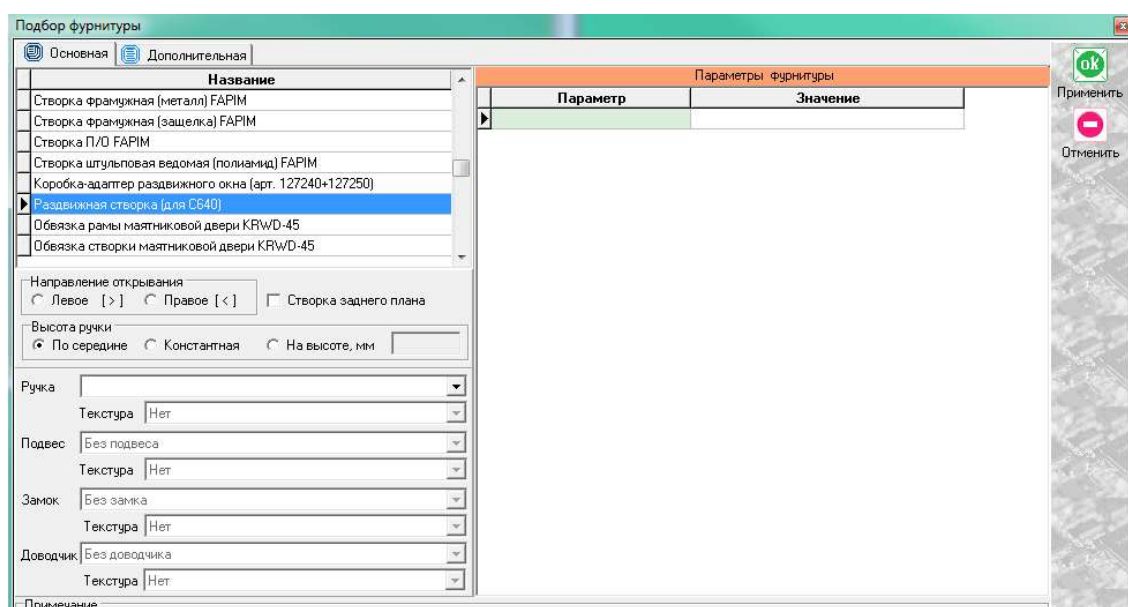 Подбор фурнитуры
Основная Дополнительная
Название
Створка фрамужная (металл) FAPIM
Створка фрамужная (защелка) FAPIM
Створка П/О FAPIM
Створка штульповая ведомая (полиамид) FAPIM
Коробка-адаптер раздвижного окна (арт. 127240+127250)
Раздвижная створка (для С640)
Обвязка рамы маятниковой двери KRWD-45
Обвязка створки маятниковой двери KRWD-45
Параметры фурнитуры
Параметр Значение
ok
Применить
Отменить
Направление открывания
Левое [>] Правое [<] Створка заднего плана
Высота ручки
По середине Константная На высоте, мм
Ручка
Текстура Нет
Подвес Без подвеса
Текстура Нет
Замок Без замка
Текстура Нет
Доводчик Без доводчика
Текстура Нет
Примечание